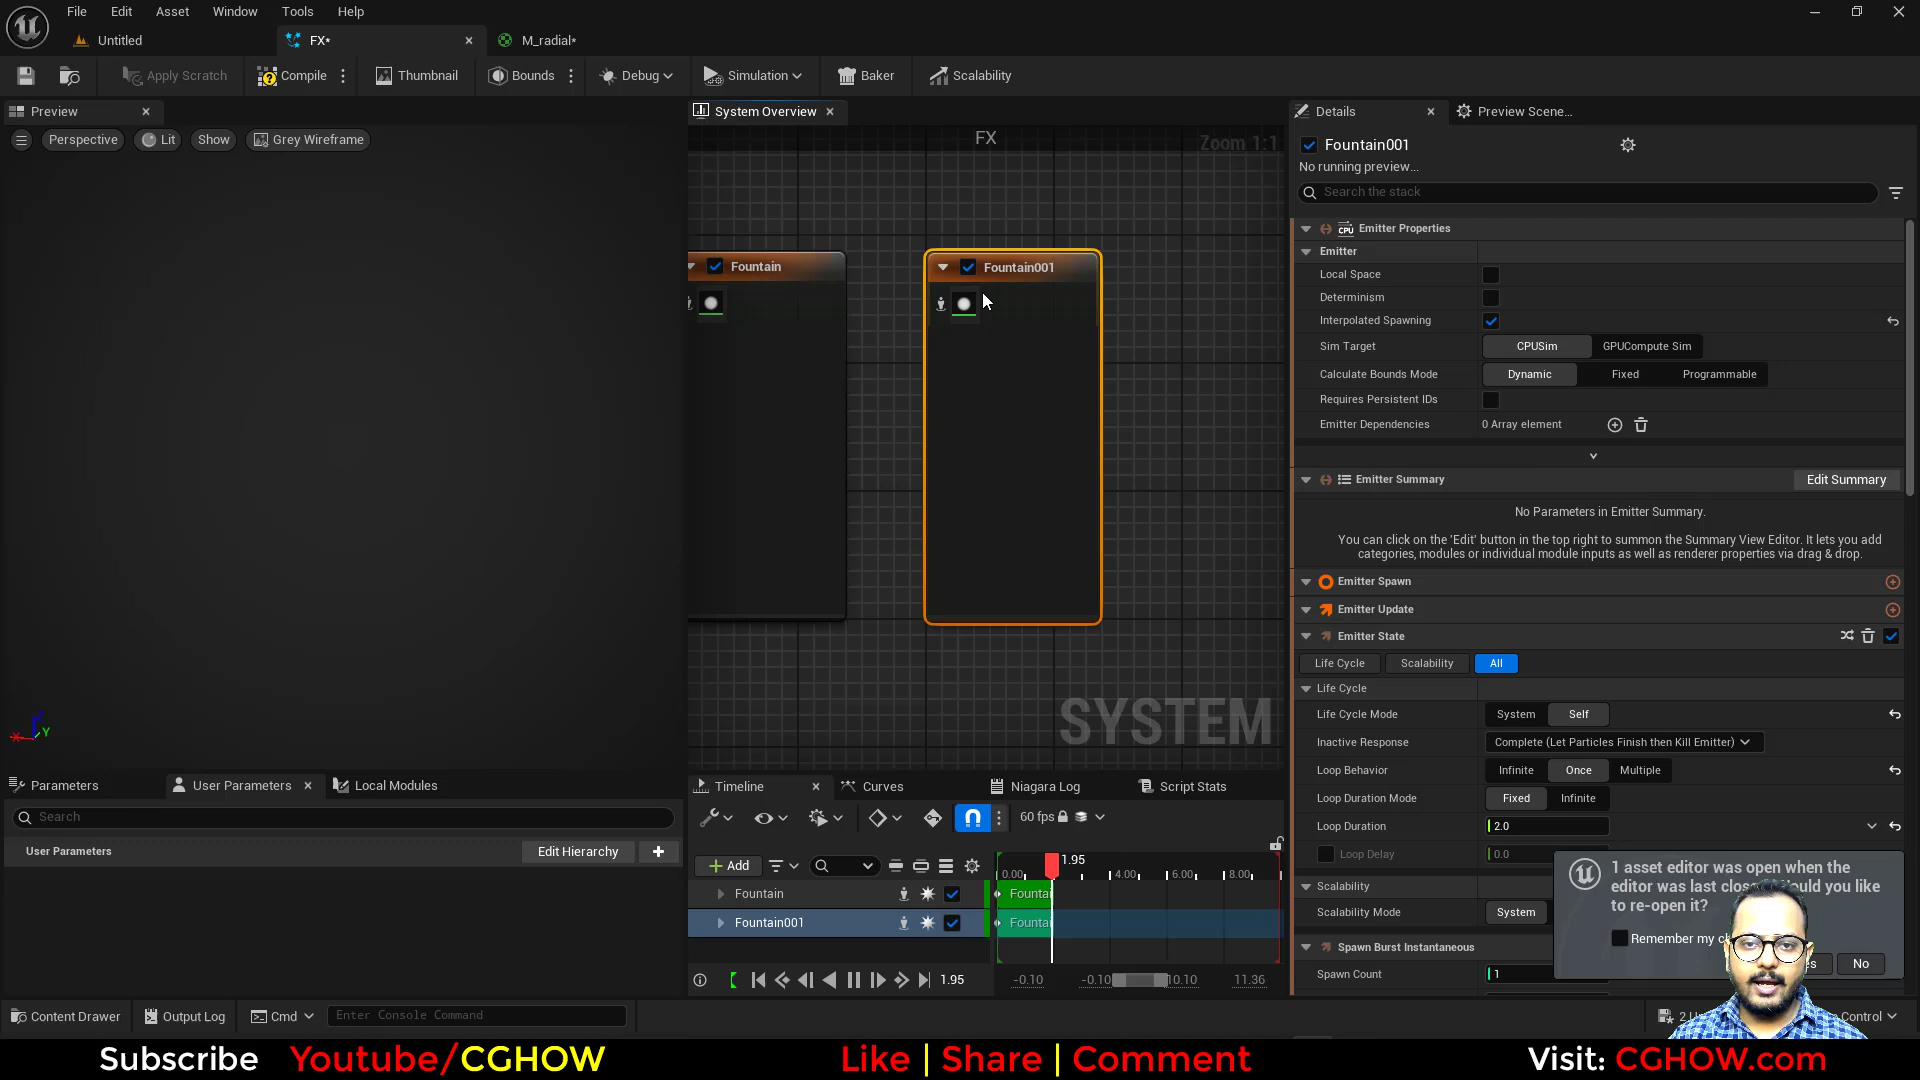 File Edit Asset Window Tools Help
Untitled FX* M_radial*
Apply Scratch Compile Thumbnail Bounds Debug Simulation Baker Scalability
Preview System Overview Details Preview Scene...
Perspective Lit Show Grey Wireframe
FX Zoom 1:1
Fountain001
No running preview...
Search the stack
Fountain
Fountain001
SYSTEM
Emitter Properties
Emitter
Local Space
Determinism
Interpolated Spawning
Sim Target CPUSim GPUCompute Sim
Calculate Bounds Mode Dynamic Fixed Programmable
Requires Persistent IDs
Emitter Dependencies 0 Array element
Emitter Summary Edit Summary
No Parameters in Emitter Summary.
You can click on the 'Edit' button in the top right to summon the Summary View Editor. It lets you add
categories, modules or individual module inputs as well as renderer properties via drag & drop.
Emitter Spawn
Emitter Update
Emitter State
Life Cycle Scalability All
Life Cycle
Life Cycle Mode System Self
Inactive Response Complete (Let Particles Finish then Kill Emitter)
Loop Behavior Infinite Once Multiple
Loop Duration Mode Fixed Infinite
Loop Duration 2.0
Loop Delay 0.0
Scalability
Scalability Mode System
Spawn Burst Instantaneous
Spawn Count 1
1 asset editor was open when the
editor was last
to re-open it?
Remember my
No
Parameters User Parameters Local Modules
Search
User Parameters Edit Hierarchy
Timeline Curves Niagara Log Script Stats
60 fps
Add 0.00 1.95 4.00 6.00 8.00
Fountain Fountai
Fountain001 Fountai
1.95 -0.10 -0.10 10.10 11.36
Content Drawer Output Log Cmd Enter Console Command Control
Subscribe Youtube/CGHOW Like | Share | Comment Visit: CGHOW.com